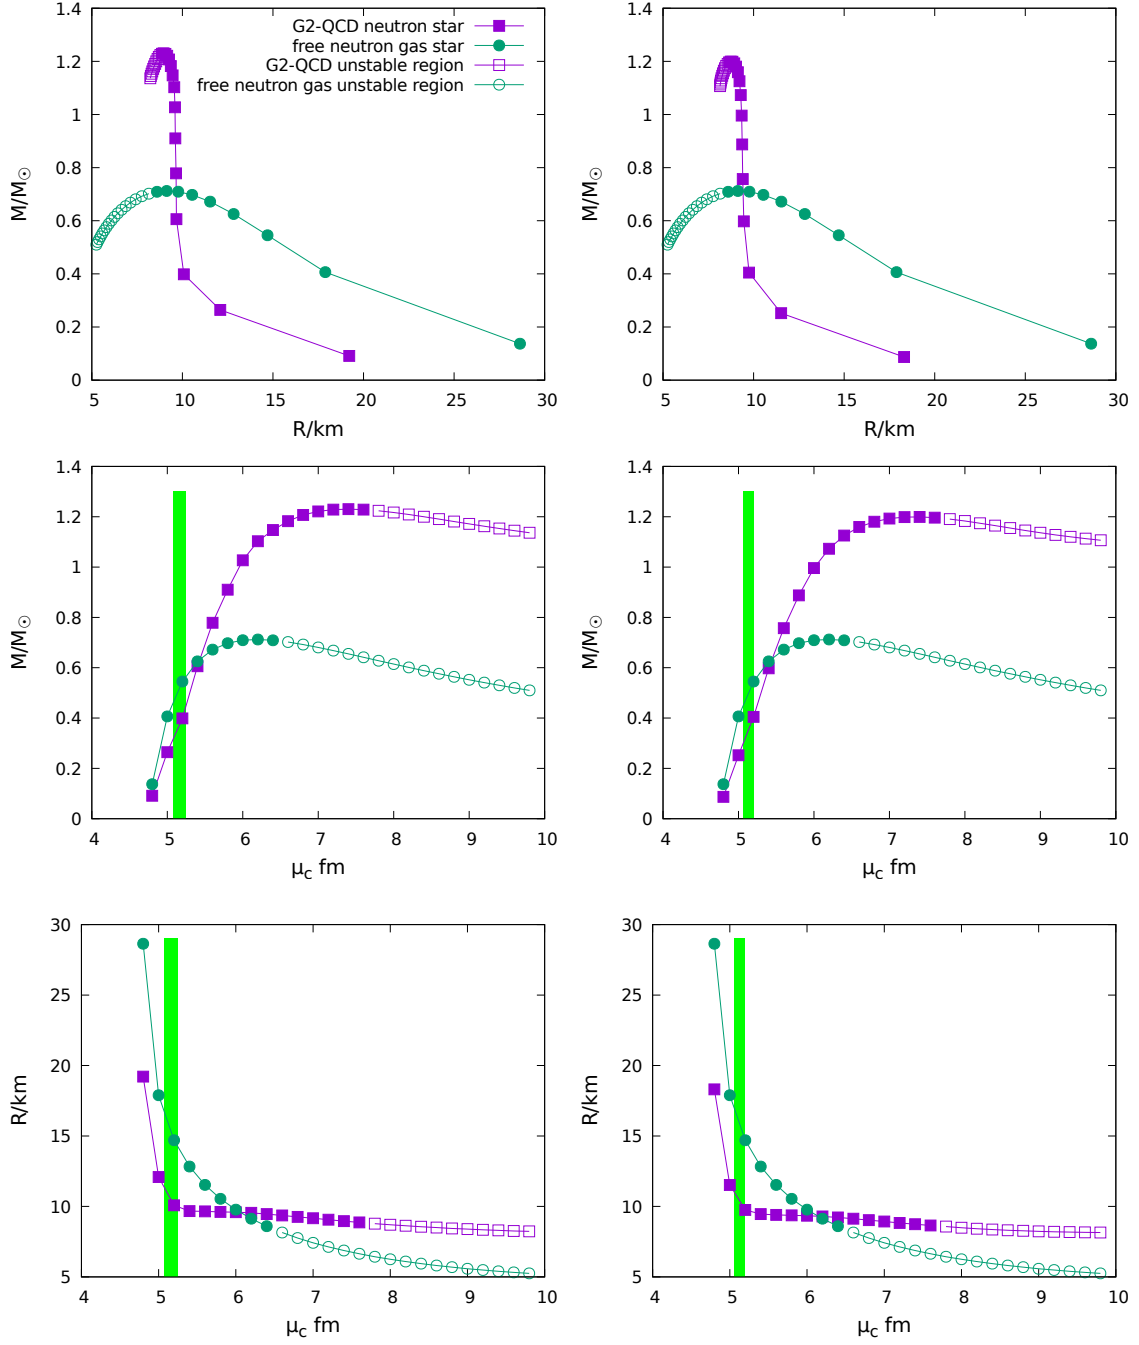 1.4
1.2
1
0.8
0.6
0.4
0.2
0
M/M☉
G2-QCD neutron star
free neutron gas star
G2-QCD unstable region
free neutron gas unstable region
5 10 15 20 25 30
R/km
1.4
1.2
1
0.8
0.6
0.4
0.2
0
M/M☉
5 10 15 20 25 30
R/km
1.4
1.2
1
0.8
0.6
0.4
0.2
0
M/M☉
4 5 6 7 8 9 10
μc fm
1.4
1.2
1
0.8
0.6
0.4
0.2
0
M/M☉
4 5 6 7 8 9 10
μc fm
30
25
20
15
10
5
R/km
4 5 6 7 8 9 10
μc fm
30
25
20
15
10
5
R/km
4 5 6 7 8 9 10
μc fm